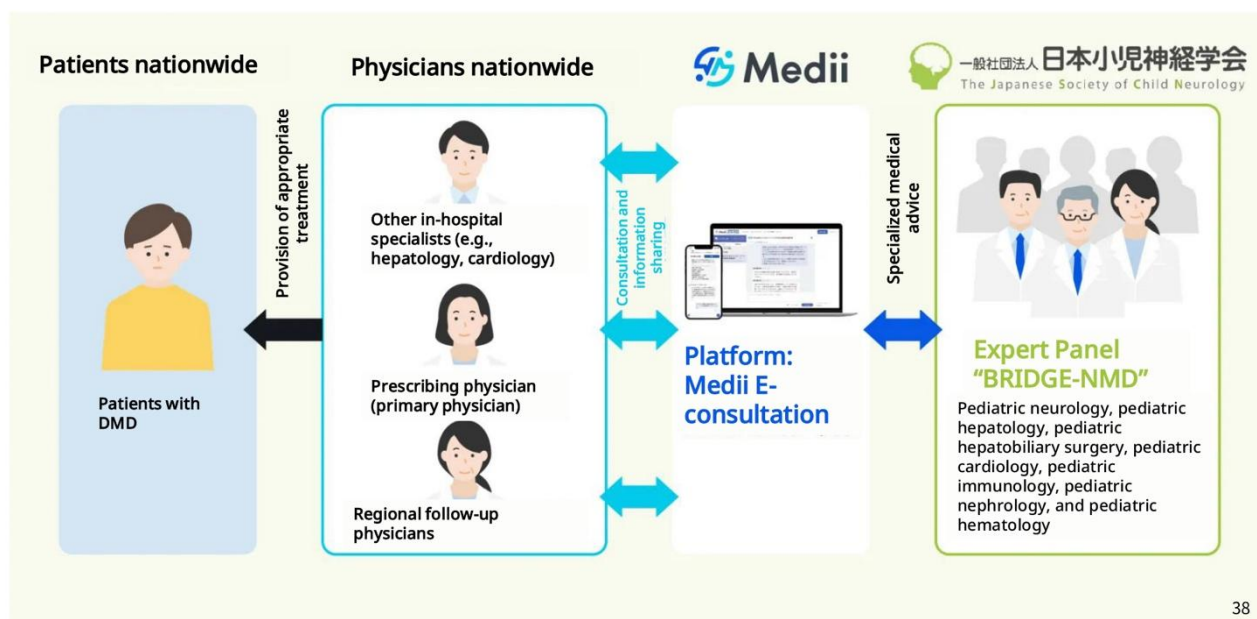 Patients nationwide
Physicians nationwide
Medii
一般社団法人 日本小児神経学会
The Japanese Society of Child Neurology
Patients with
DMD
Provision of appropriate
treatment
Other in-hospital
specialists (e.g.,
hepatology, cardiology)
Prescribing physician
(primary physician)
Regional follow-up
physicians
Consultation and
information
sharing
Platform:
Medii E-
consultation
Specialized medical
advice
Expert Panel
“BRIDGE-NMD”
Pediatric neurology, pediatric
hepatology, pediatric
hepatobiliary surgery, pediatric
cardiology, pediatric
immunology, pediatric
nephrology, and pediatric
hematology
38